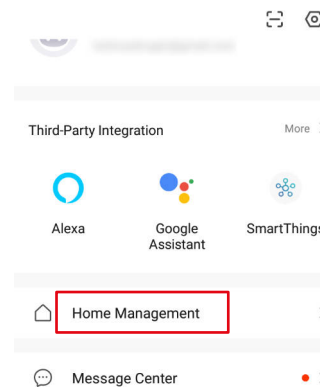 Third-Party Integration More
Alexa
Google
Assistant
SmartThings
Home Management
Message Center